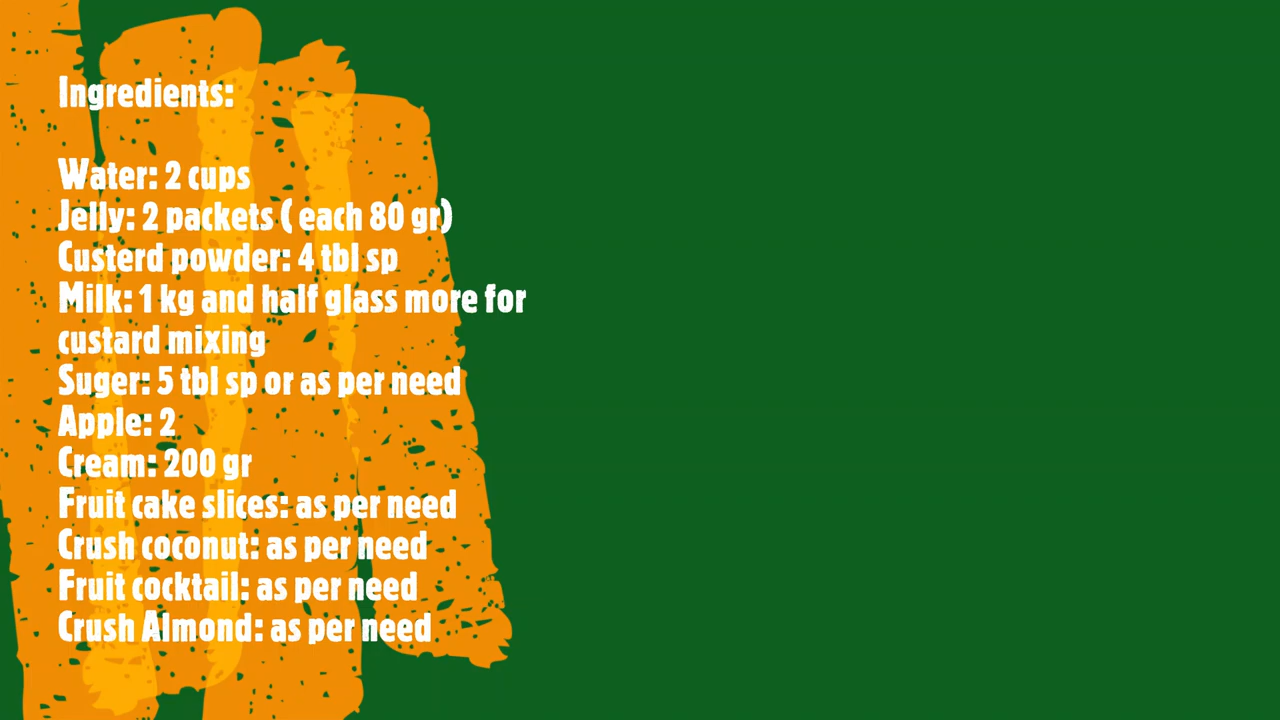 Ingredients:
Water: 2 cups
Jelly: 2 packets ( each 80 gr)
Custerd powder: 4 tbl sp
Milk: 1 kg and half glass more for
custard mixing
Suger: 5 tbl sp or as per need
Apple: 2
Cream: 200 gr
Fruit cake slices: as per need
Crush coconut: as per need
Fruit cocktail: as per need
Crush Almond: as per need